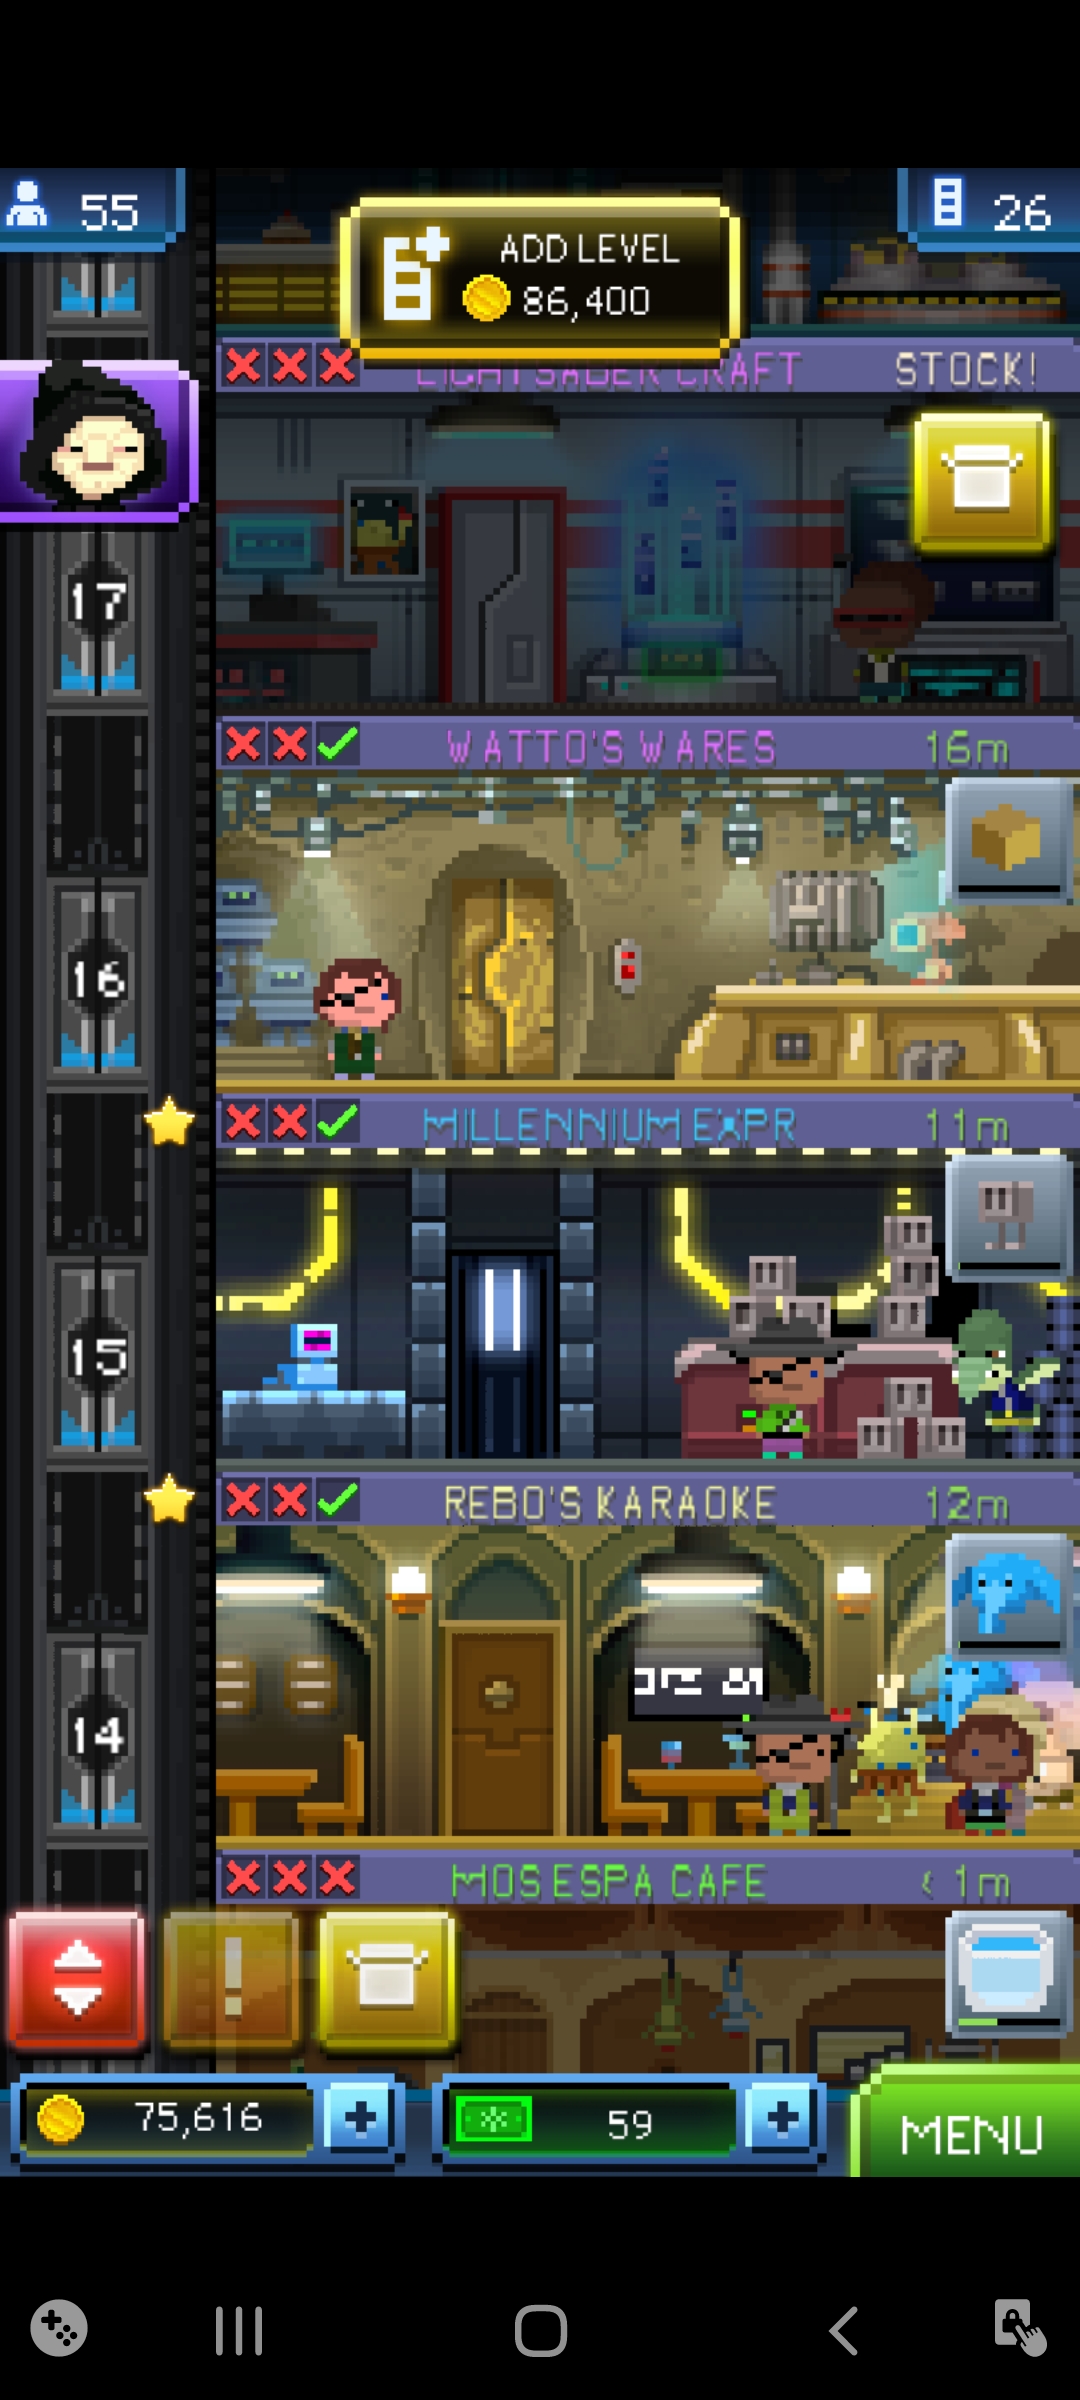 55
26
ADD LEVEL
86,400
LIGHTSABER CRAFT STOCK!
17
WATTO'S WARES 16m
16
MILLENNIUM EXPR 11m
15
REBO'S KARAOKE 12m
14
MOS ESPA CAFE < 1m
!
75,616
59
MENU